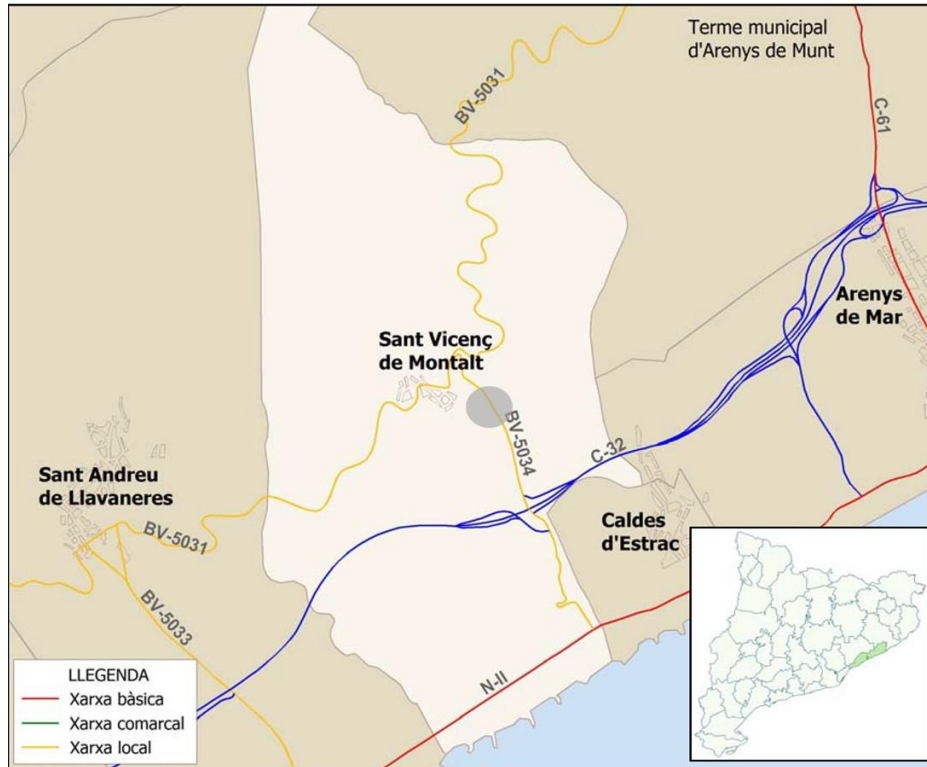 Terme municipal
d'Arenys de Munt
BV-5031
C-61
Arenys
de Mar
Sant Vicenç
de Montalt
BV-5034
C-32
Sant Andreu
de Llavaneres
BV-5031
Caldes
d'Estrac
BV-5033
N-II
LLEGENDA
Xarxa bàsica
Xarxa comarcal
Xarxa local